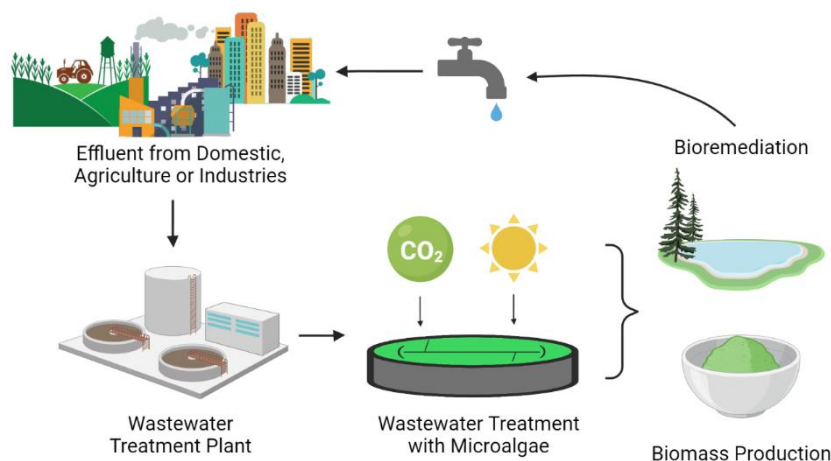 Effluent from Domestic,
Agriculture or Industries
Bioremediation
CO₂
Wastewater
Treatment Plant
Wastewater Treatment
with Microalgae
Biomass Production